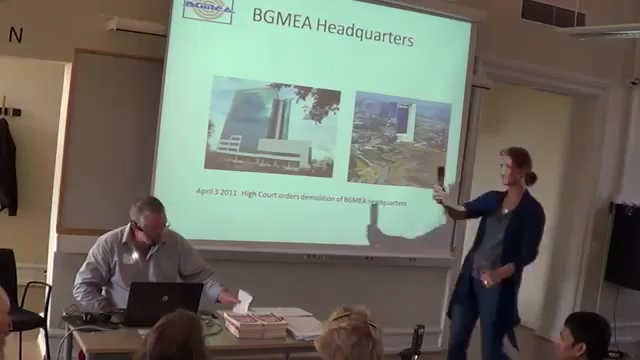 N
BGMEA
BGMEA Headquarters
April 3 2011 High Court orders demolition of BGMEA headquarters